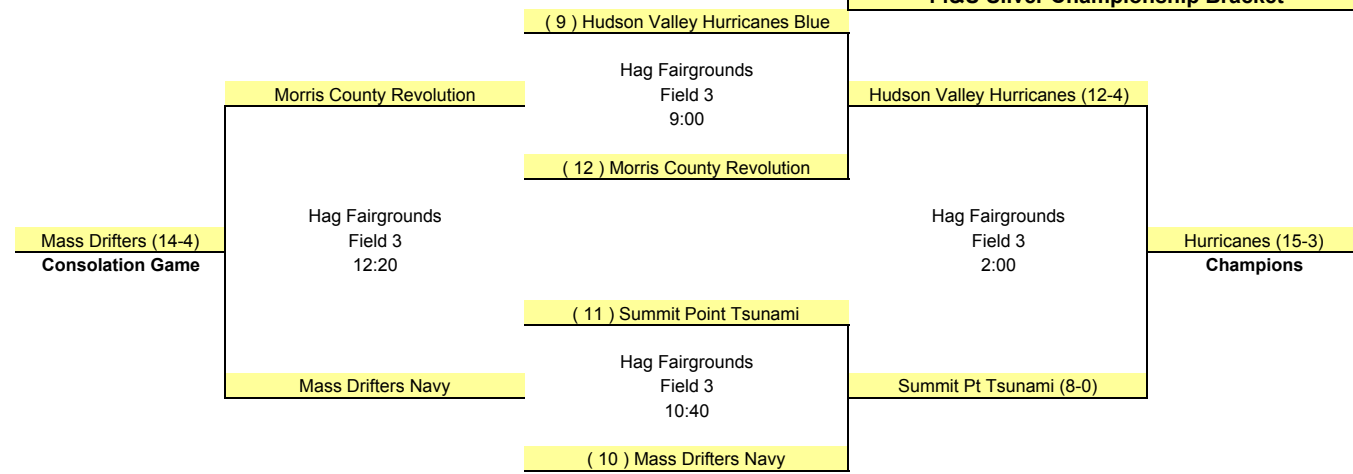 Silver Championship Bracket
( 9 ) Hudson Valley Hurricanes Blue
Hag Fairgrounds
Morris County Revolution
Field 3
Hudson Valley Hurricanes (12-4)
9:00
( 12 ) Morris County Revolution
Hag Fairgrounds
Hag Fairgrounds
Mass Drifters (14-4)
Field 3
Field 3
Hurricanes (15-3)
Consolation Game
12:20
2:00
Champions
( 11 ) Summit Point Tsunami
Hag Fairgrounds
Mass Drifters Navy
Field 3
Summit Pt Tsunami (8-0)
10:40
( 10 ) Mass Drifters Navy